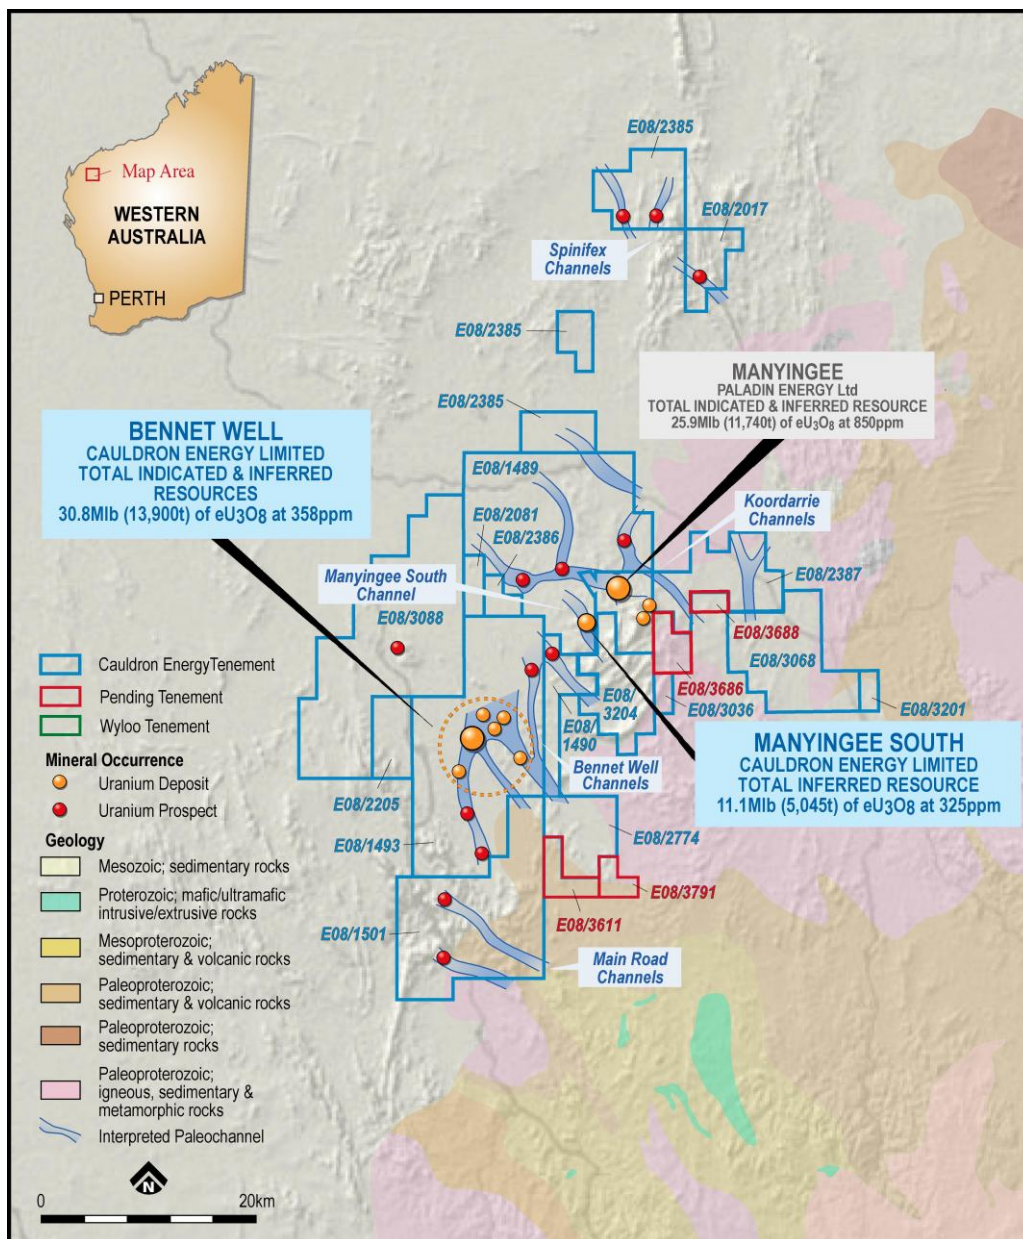 Map Area
WESTERN
AUSTRALIA
PERTH
E08/2385
E08/2017
Spinifex
Channels
E08/2385
MANYINGEE
PALADIN ENERGY Ltd
TOTAL INDICATED & INFERRED RESOURCE
25.9Mlb (11,740t) of eU₃O₈ at 850ppm
E08/2385
BENNET WELL
CAULDRON ENERGY LIMITED
TOTAL INDICATED & INFERRED
RESOURCES
30.8Mlb (13,900t) of eU₃O₈ at 358ppm
E08/1489
Koordarrie
Channels
E08/2081
E08/2386
Manyingee South
Channel
E08/2387
E08/3088
E08/3688
E08/3068
E08/3686
E08/
3204
E08/3036
E08/3201
E08/
1490
MANYINGEE SOUTH
CAULDRON ENERGY LIMITED
TOTAL INFERRED RESOURCE
11.1Mlb (5,045t) of eU₃O₈ at 325ppm
Bennet Well
Channels
E08/2205
E08/2774
E08/1493
E08/3791
E08/3611
E08/1501
Main Road
Channels
Cauldron EnergyTenement
Pending Tenement
Wyloo Tenement
Mineral Occurrence
Uranium Deposit
Uranium Prospect
Geology
Mesozoic; sedimentary rocks
Proterozoic; mafic/ultramafic
intrusive/extrusive rocks
Mesoproterozoic;
sedimentary & volcanic rocks
Paleoproterozoic;
sedimentary & volcanic rocks
Paleoproterozoic;
sedimentary rocks
Paleoproterozoic;
igneous, sedimentary &
metamorphic rocks
Interpreted Paleochannel
N
0 20km